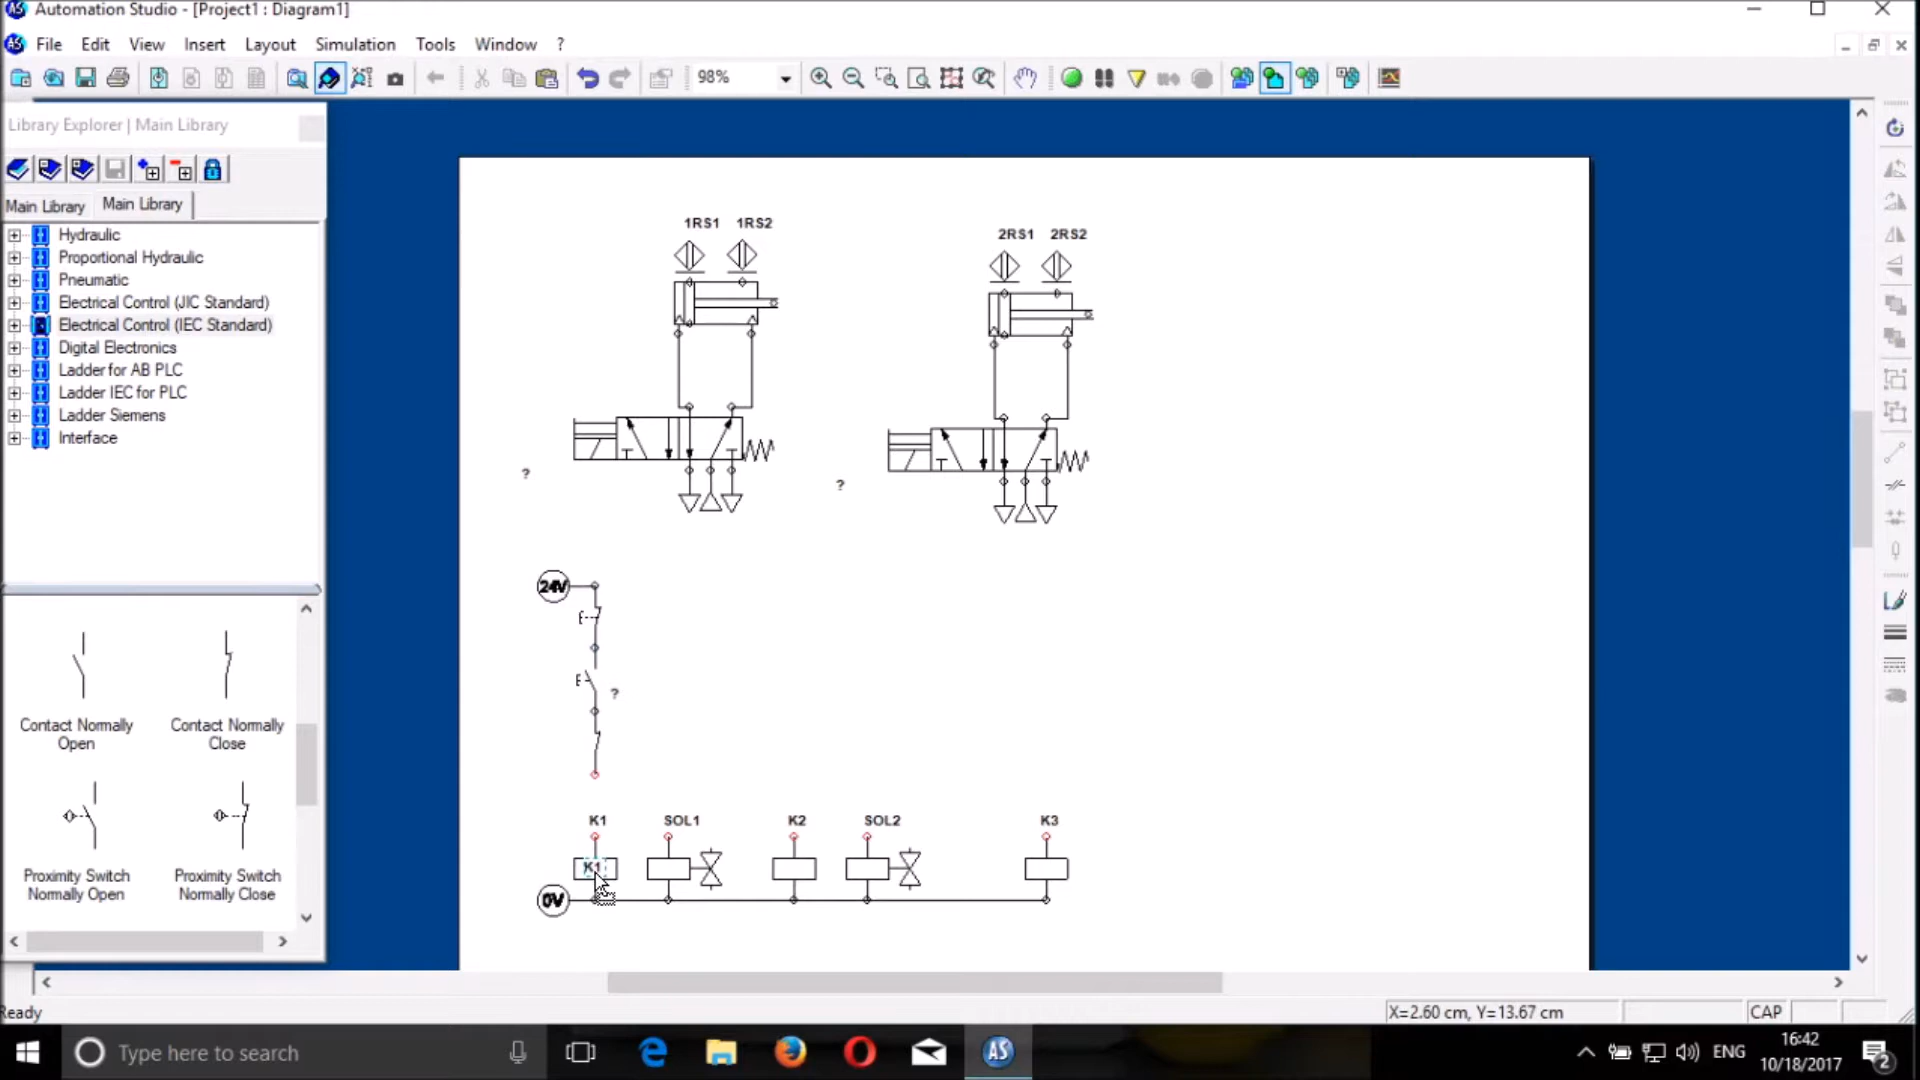 AS Automation Studio - [Project1 : Diagram1]
AS File Edit View Insert Layout Simulation Tools Window ?
98%
Library Explorer | Main Library
Main Library Main Library
Hydraulic
Proportional Hydraulic
Pneumatic
Electrical Control (JIC Standard)
Electrical Control (IEC Standard)
Digital Electronics
Ladder for AB PLC
Ladder IEC for PLC
Ladder Siemens
Interface
Contact Normally Open
Contact Normally Close
Proximity Switch Normally Open
Proximity Switch Normally Close
1RS1 1RS2
2RS1 2RS2
?
?
24V
?
K1 SOL1 K2 SOL2 K3
K1
0V
Ready
X=2.60 cm, Y=13.67 cm
CAP
Type here to search
AS
ENG
16:42
10/18/2017
2